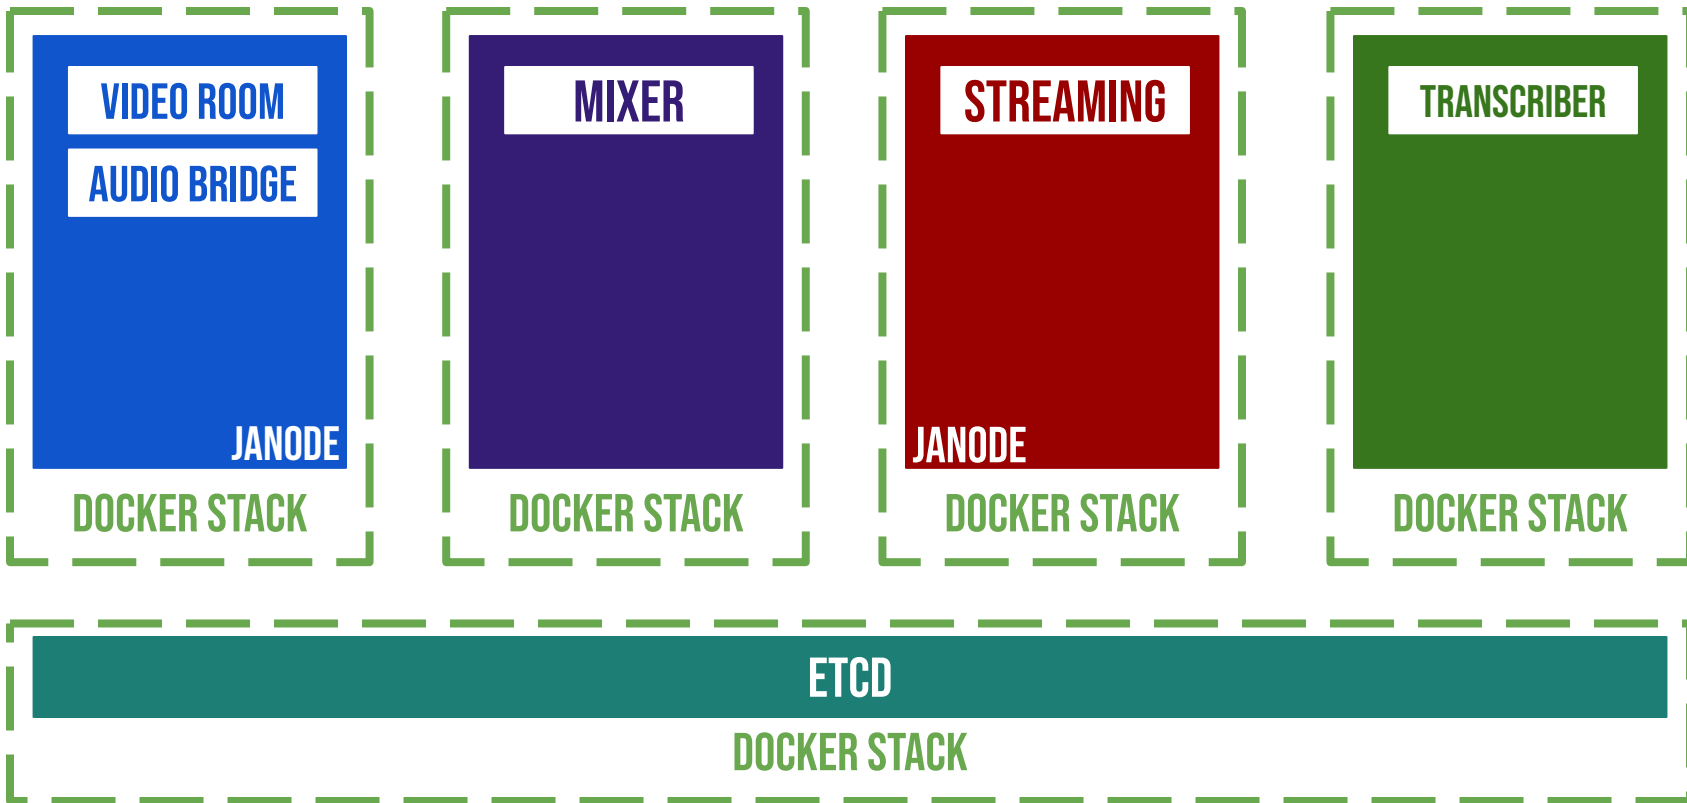 VIDEO ROOM
AUDIO BRIDGE
JANODE
DOCKER STACK
MIXER
DOCKER STACK
STREAMING
JANODE
DOCKER STACK
TRANSCRIBER
DOCKER STACK
ETCD
DOCKER STACK